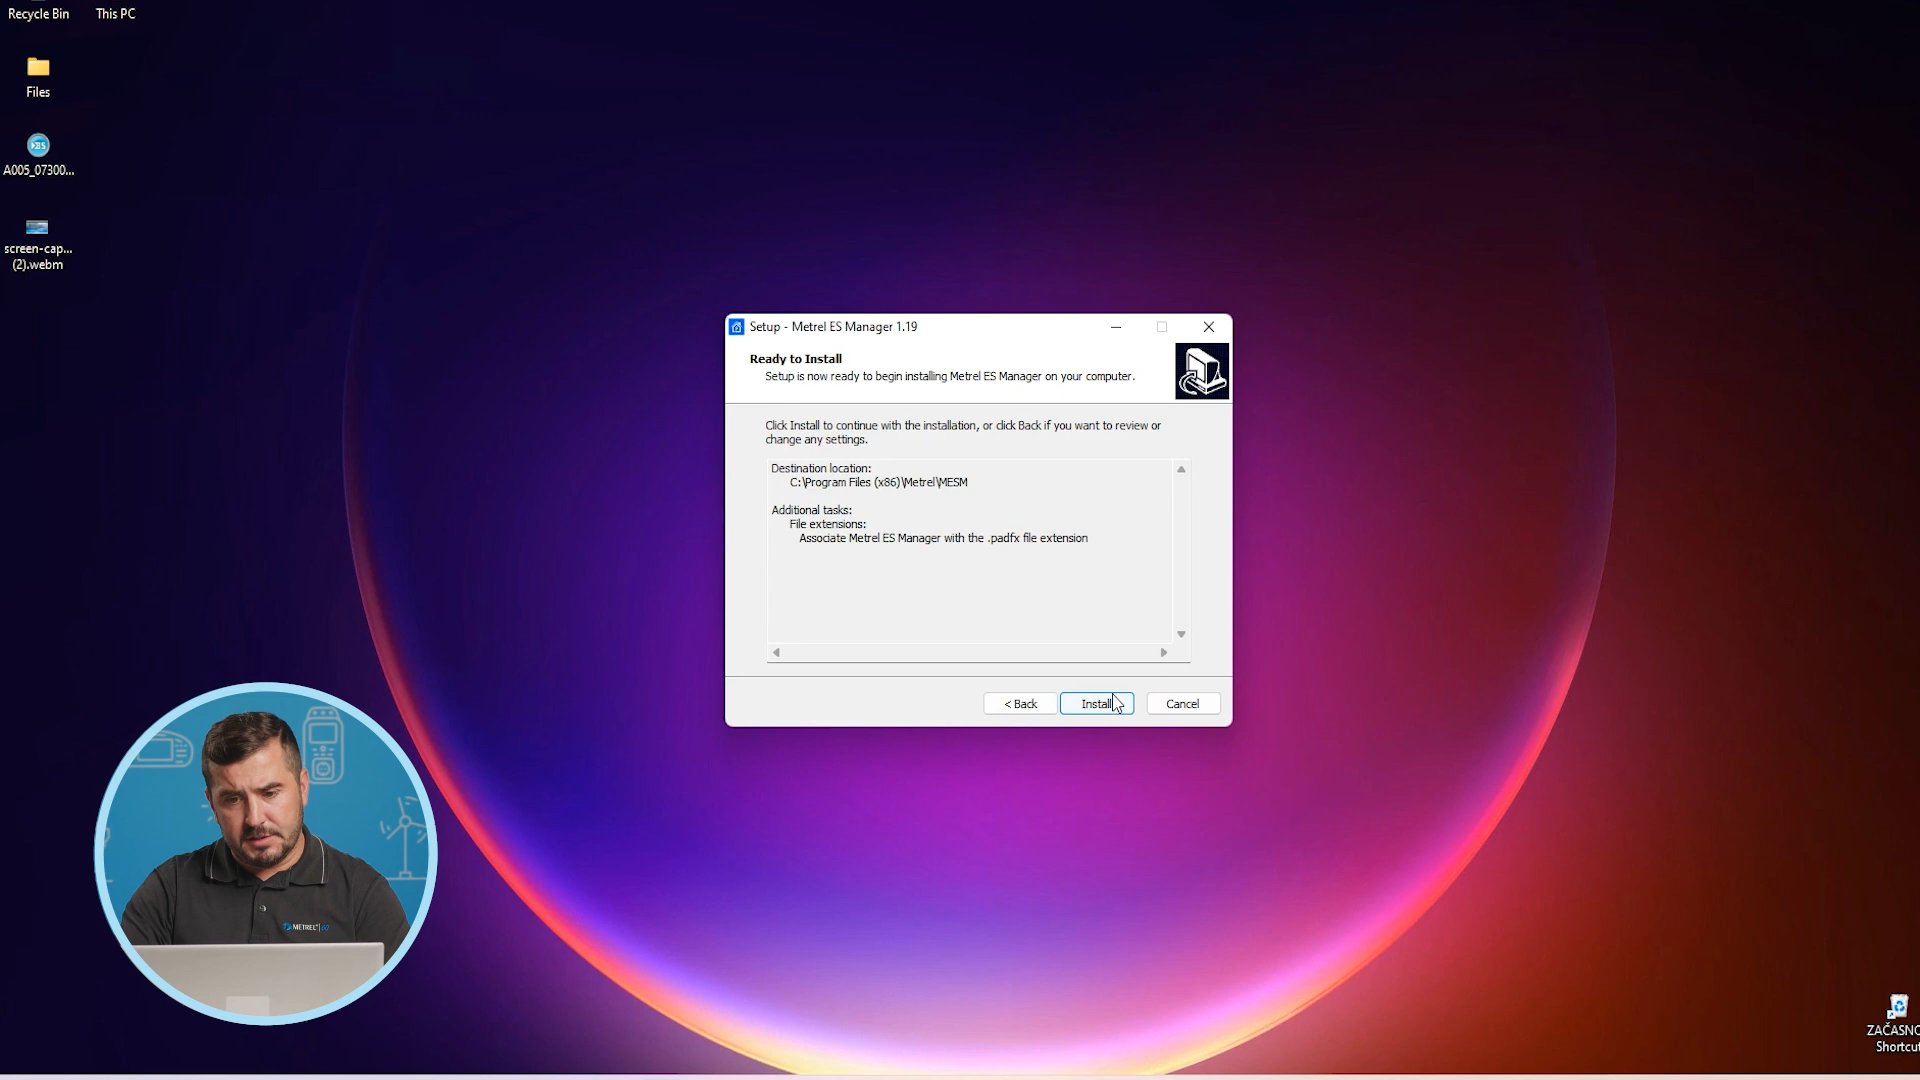 Recycle Bin
This PC
Files
A005_07300...
screen-cap...
(2).webm
Setup - Metrel ES Manager 1.19
Ready to Install
Setup is now ready to begin installing Metrel ES Manager on your computer.
Click Install to continue with the installation, or click Back if you want to review or
change any settings.
Destination location:
C:\Program Files (x86)\Metrel\MESM
Additional tasks:
File extensions:
Associate Metrel ES Manager with the .padfx file extension
< Back
Install
Cancel
METREL
ZAČASNO
Shortcut